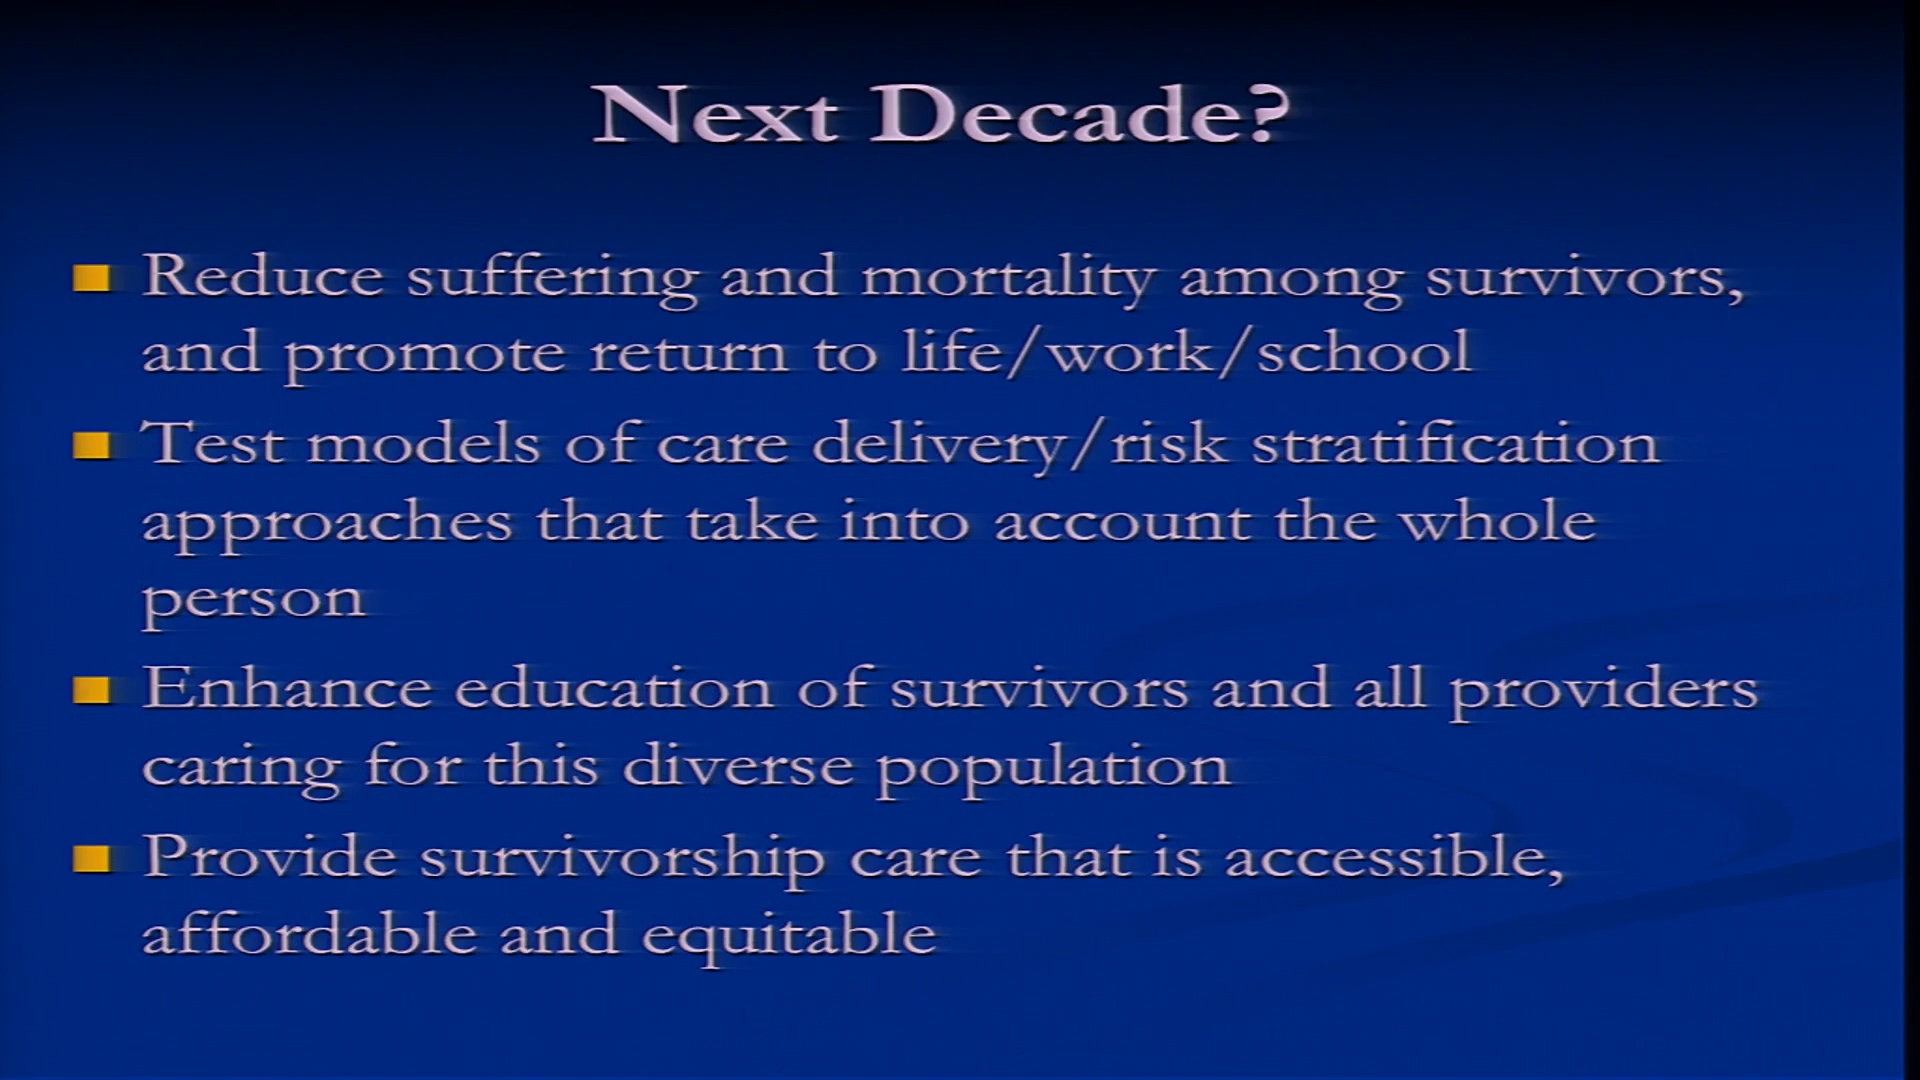 Next Decade?
Reduce suffering and mortality among survivors,
and promote return to life/work/school
Test models of care delivery/risk stratification
approaches that take into account the whole
person
Enhance education of survivors and all providers
caring for this diverse population
Provide survivorship care that is accessible,
affordable and equitable